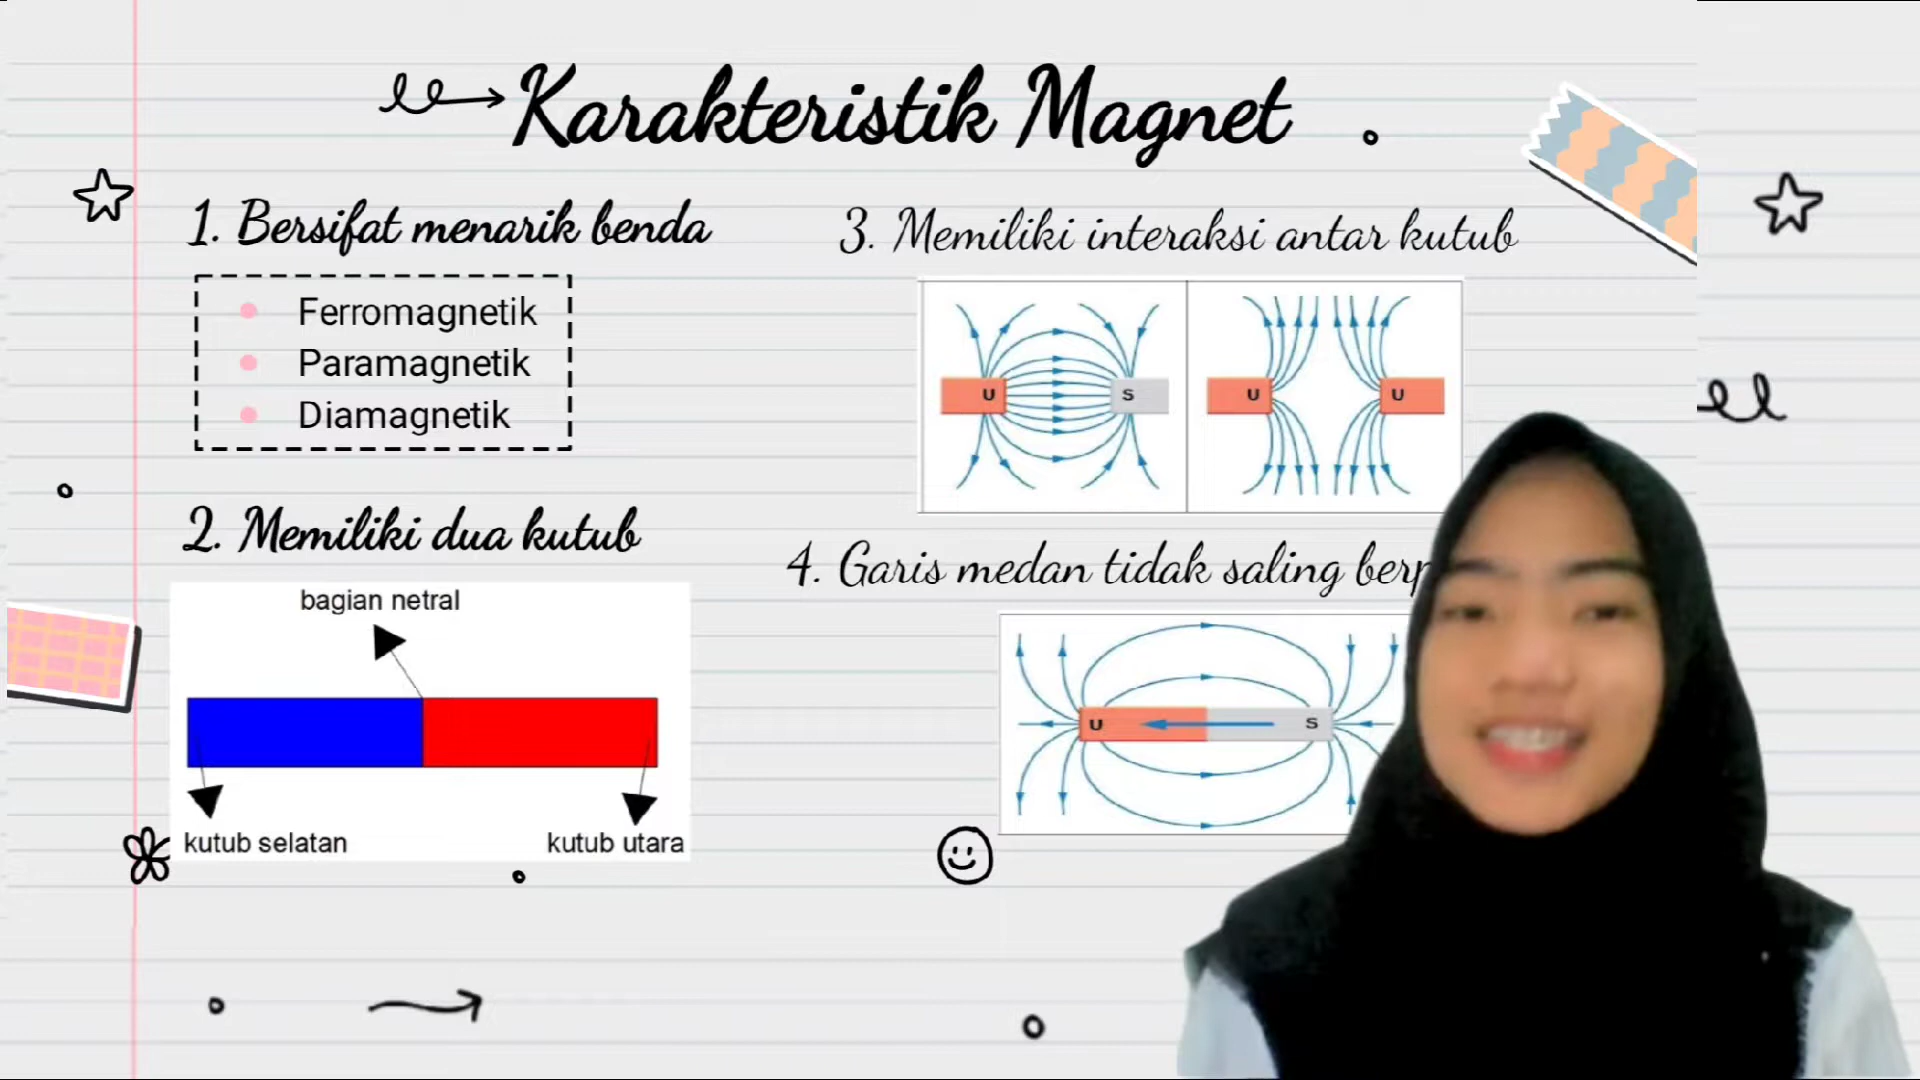 Karakteristik Magnet
1. Bersifat menarik benda
Ferromagnetik
Paramagnetik
Diamagnetik
2. Memiliki dua kutub
bagian netral
kutub selatan
kutub utara
3. Memiliki interaksi antar kutub
U S U U
4. Garis medan tidak saling
U S